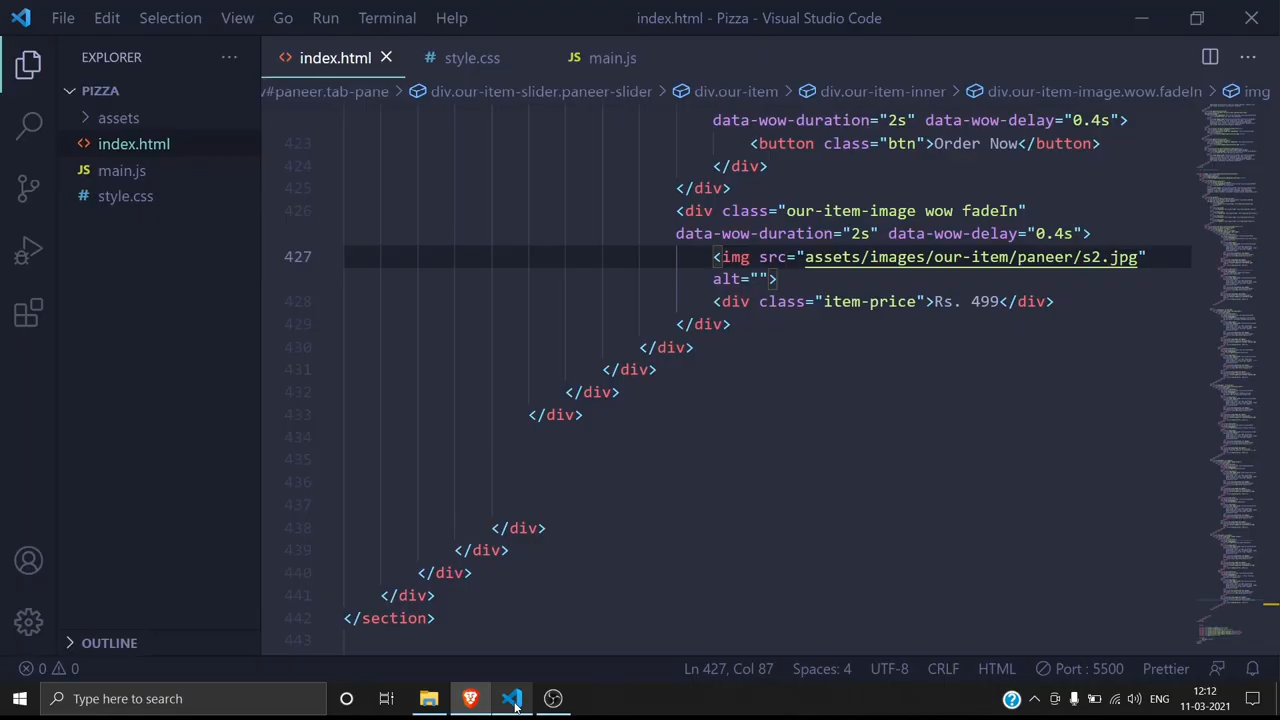 File Edit Selection View Go Run Terminal Help index.html - Pizza - Visual Studio Code
EXPLORER ··· <> index.html # style.css JS main.js ···
PIZZA
v#paneer.tab-pane > div.our-item-slider.paneer-slider > div.our-item > div.our-item-inner > div.our-item-image.wow.fadeIn > img
assets
<> index.html
JS main.js
# style.css
data-wow-duration="2s" data-wow-delay="0.4s">
423 <button class="btn">Order Now</button>
424 </div>
425 </div>
426 <div class="our-item-image wow fadeIn"
data-wow-duration="2s" data-wow-delay="0.4s">
427 <img src="assets/images/our-item/paneer/s2.jpg"
alt="">
428 <div class="item-price">Rs. 499</div>
429 </div>
430 </div>
431 </div>
432 </div>
433 </div>
434
435
436
437
438 </div>
439 </div>
440 </div>
441 </div>
442 </section>
443
OUTLINE
0 0 Ln 427, Col 87 Spaces: 4 UTF-8 CRLF HTML Port : 5500 Prettier
Type here to search ENG 12:12
11-03-2021